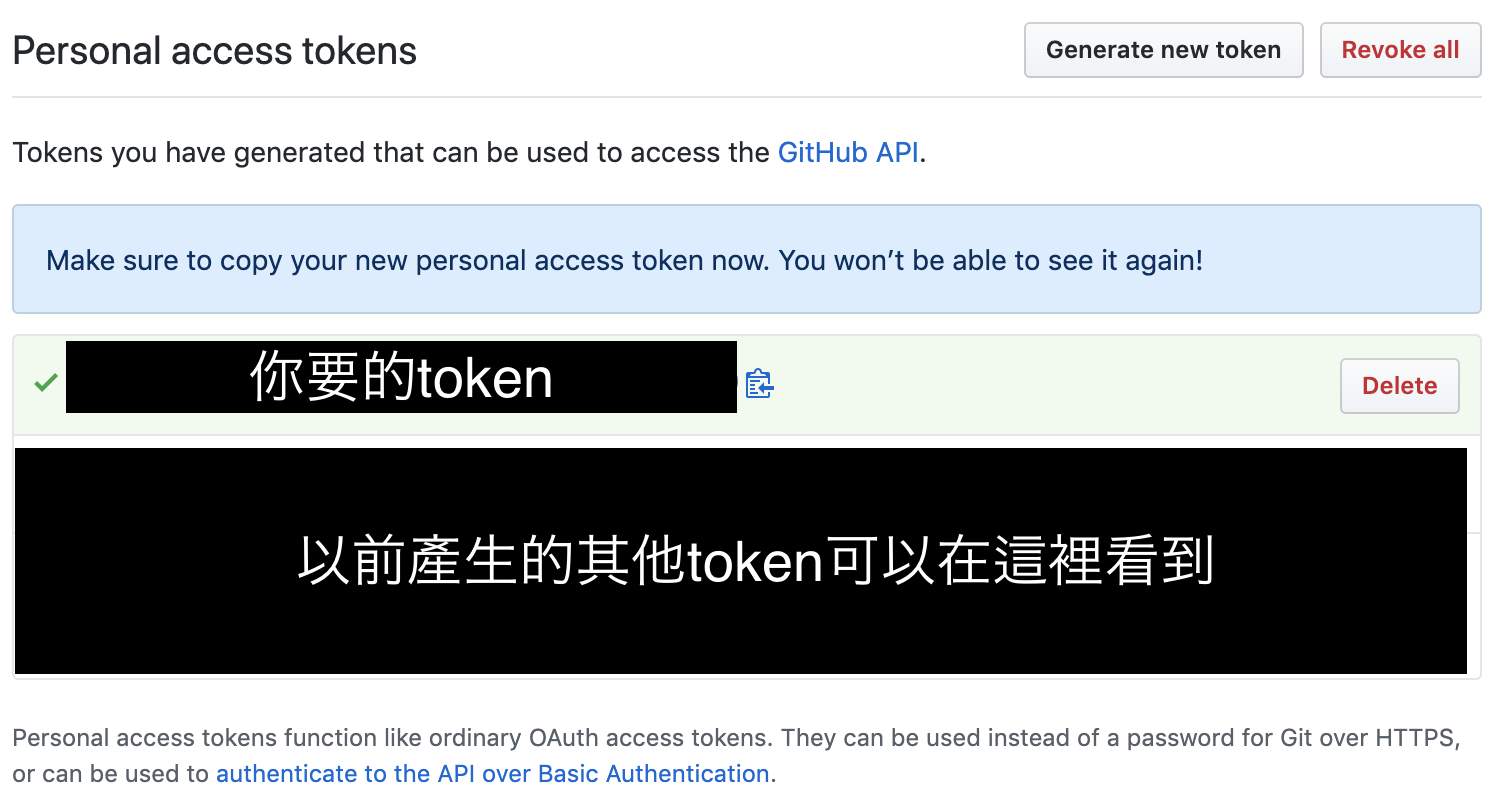 Personal access tokens
Generate new token
Revoke all
Tokens you have generated that can be used to access the GitHub API.
Make sure to copy your new personal access token now. You won’t be able to see it again!
你要的token
Delete
以前產生的其他token可以在這裡看到
Personal access tokens function like ordinary OAuth access tokens. They can be used instead of a password for Git over HTTPS,
or can be used to authenticate to the API over Basic Authentication.